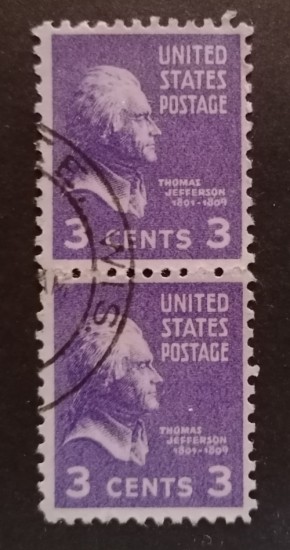 UNITED
STATES
POSTAGE
THOMAS
JEFFERSON
1801-1809
3 CENTS 3
WIS.
UNITED
STATES
POSTAGE
THOMAS
JEFFERSON
1801-1809
3 CENTS 3